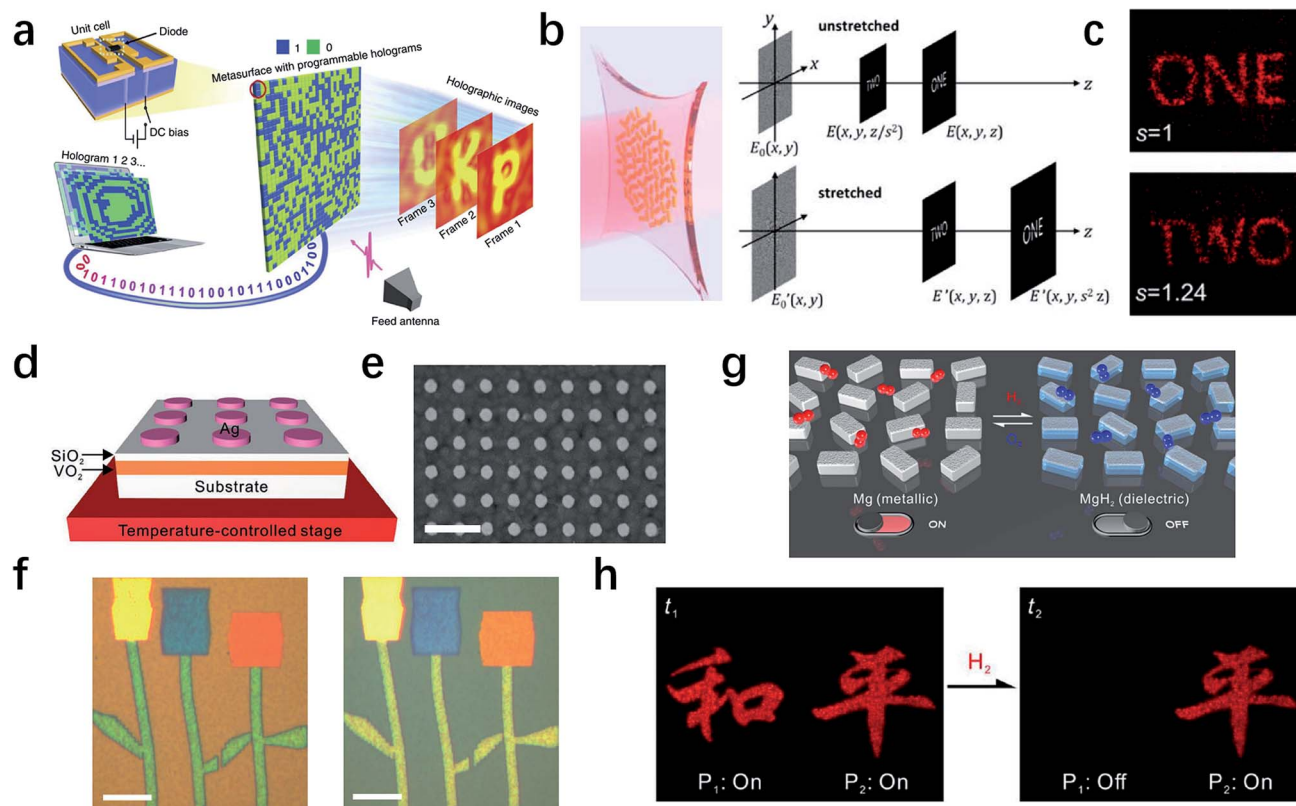 a
Unit cell
Diode
DC bias
1 0
Metasurface with programmable holograms
Hologram 1 2 3...
Holographic images
Frame 3
Frame 2
Frame 1
Feed antenna
b
unstretched
y
x
z
TWO
ONE
E₀(x, y)
E(x, y, z/s²)
E(x, y, z)
stretched
TWO
ONE
z
E₀'(x, y)
E'(x, y, z)
E'(x, y, s² z)
c
ONE
s=1
TWO
s=1.24
d
Ag
SiO₂
VO₂
Substrate
Temperature-controlled stage
e
f
g
H₂
O₂
Mg (metallic)
ON
MgH₂ (dielectric)
OFF
h
t₁
和 平
P₁: On P₂: On
H₂
t₂
平
P₁: Off P₂: On